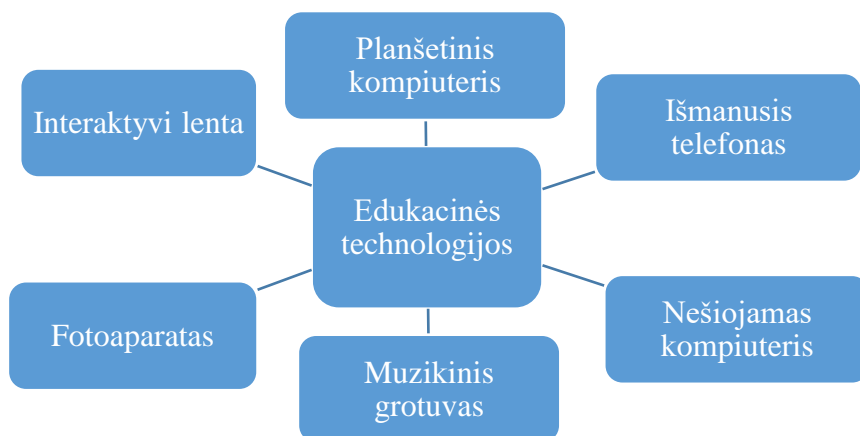 Planšetinis
kompiuteris
Interaktyvi lenta
Išmanusis
telefonas
Edukacinės
technologijos
Fotoaparatas
Nešiojamas
kompiuteris
Muzikinis
grotuvas